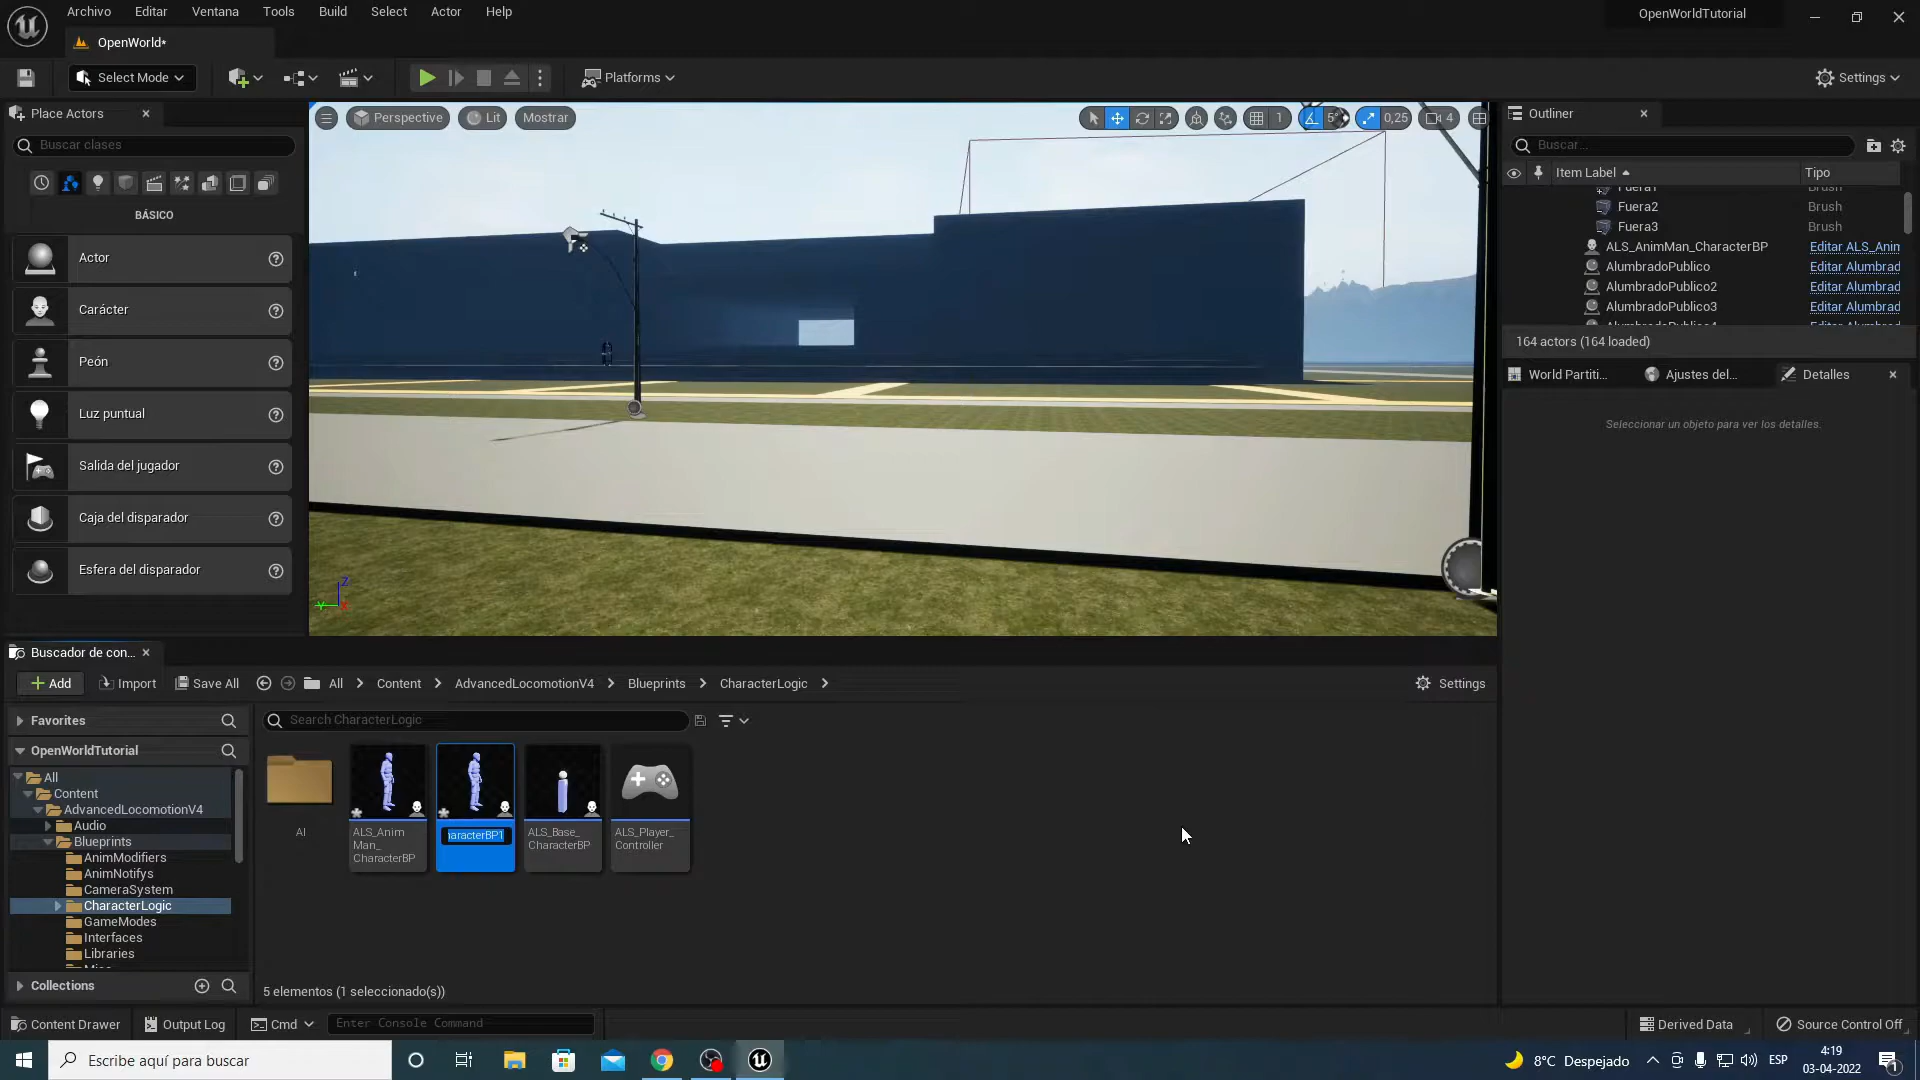 Archivo
Editar
Ventana
Tools
Build
Select
Actor
Help
OpenWorldTutorial
OpenWorld*
Select Mode
Platforms
Settings
Place Actors
Buscar clases
BÁSICO
Actor
Carácter
Peón
Luz puntual
Salida del jugador
Caja del disparador
Esfera del disparador
Perspective
Lit
Mostrar
1
5°
0,25
4
Z
Y
Outliner
Buscar...
Item Label
Tipo
Fuera1
Brush
Fuera2
Brush
Fuera3
Brush
ALS_AnimMan_CharacterBP
Editar ALS_Anin
AlumbradoPublico
Editar Alumbrad
AlumbradoPublico2
Editar Alumbrad
AlumbradoPublico3
Editar Alumbrad
164 actors (164 loaded)
World Partiti...
Ajustes del...
Detalles
Seleccionar un objeto para ver los detalles.
Buscador de con...
Add
Import
Save All
All
Content
AdvancedLocomotionV4
Blueprints
CharacterLogic
Settings
Favorites
OpenWorldTutorial
All
Content
AdvancedLocomotionV4
Audio
Blueprints
AnimModifiers
AnimNotifys
CameraSystem
CharacterLogic
GameModes
Interfaces
Libraries
Collections
Search CharacterLogic
AI
ALS_Anim
Man_
CharacterBP
haracterBP1
ALS_Base_
CharacterBP
ALS_Player_
Controller
5 elementos (1 seleccionado(s))
Content Drawer
Output Log
Cmd
Enter Console Command
Derived Data
Source Control Off
Escribe aquí para buscar
8°C
Despejado
ESP
4:19
03-04-2022
1